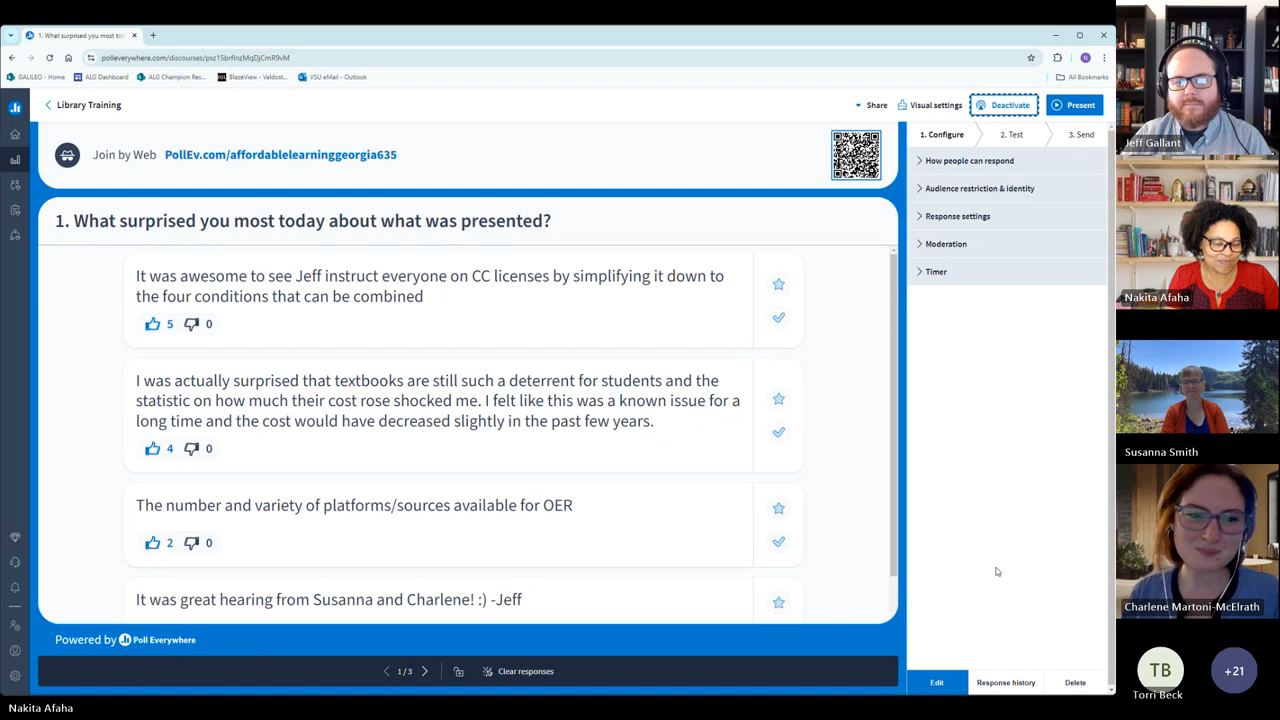 1. What surprised you most tod
polleverywhere.com/discourses/psz15brfInzMqDjCmR9vM
GALILEO - Home
ALG Dashboard
ALG Champion Res...
BlazeView - Valdost...
VSU eMail - Outlook
All Bookmarks
Library Training
Share
Visual settings
Deactivate
Present
Join by Web PollEv.com/affordablelearninggeorgia635
1. Configure
2. Test
3. Send
How people can respond
Audience restriction & identity
Response settings
Moderation
Timer
1. What surprised you most today about what was presented?
It was awesome to see Jeff instruct everyone on CC licenses by simplifying it down to
the four conditions that can be combined
5 0
I was actually surprised that textbooks are still such a deterrent for students and the
statistic on how much their cost rose shocked me. I felt like this was a known issue for a
long time and the cost would have decreased slightly in the past few years.
4 0
The number and variety of platforms/sources available for OER
2 0
It was great hearing from Susanna and Charlene! :) -Jeff
Powered by Poll Everywhere
1/3
Clear responses
Edit
Response history
Delete
Jeff Gallant
Nakita Afaha
Susanna Smith
Charlene Martoni-McElrath
TB
Torri Beck
+21
Nakita Afaha